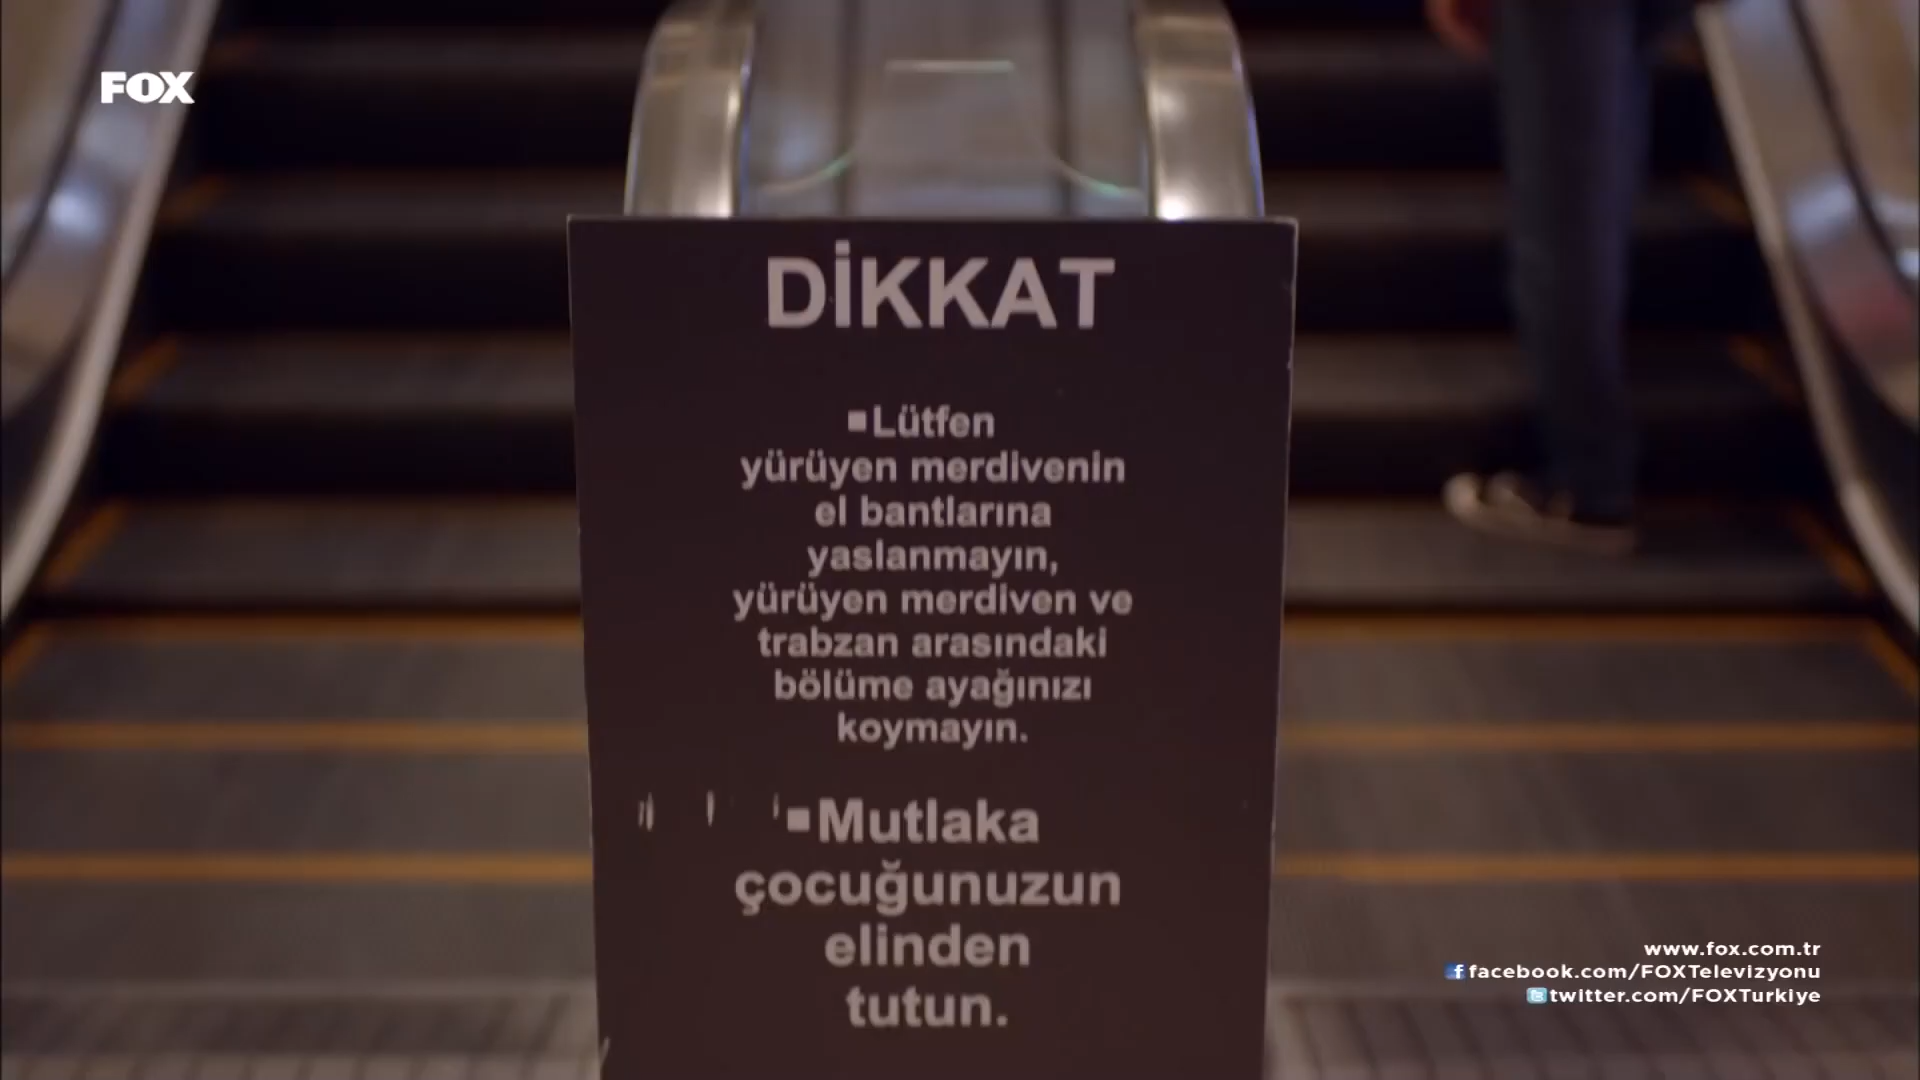 FOX
DİKKAT
▪Lütfen
yürüyen merdivenin
el bantlarına
yaslanmayın,
yürüyen merdiven ve
trabzan arasındaki
bölüme ayağınızı
koymayın.
▪Mutlaka
çocuğunuzun
elinden
tutun.
www.fox.com.tr
facebook.com/FOXTelevizyonu
twitter.com/FOXTurkiye